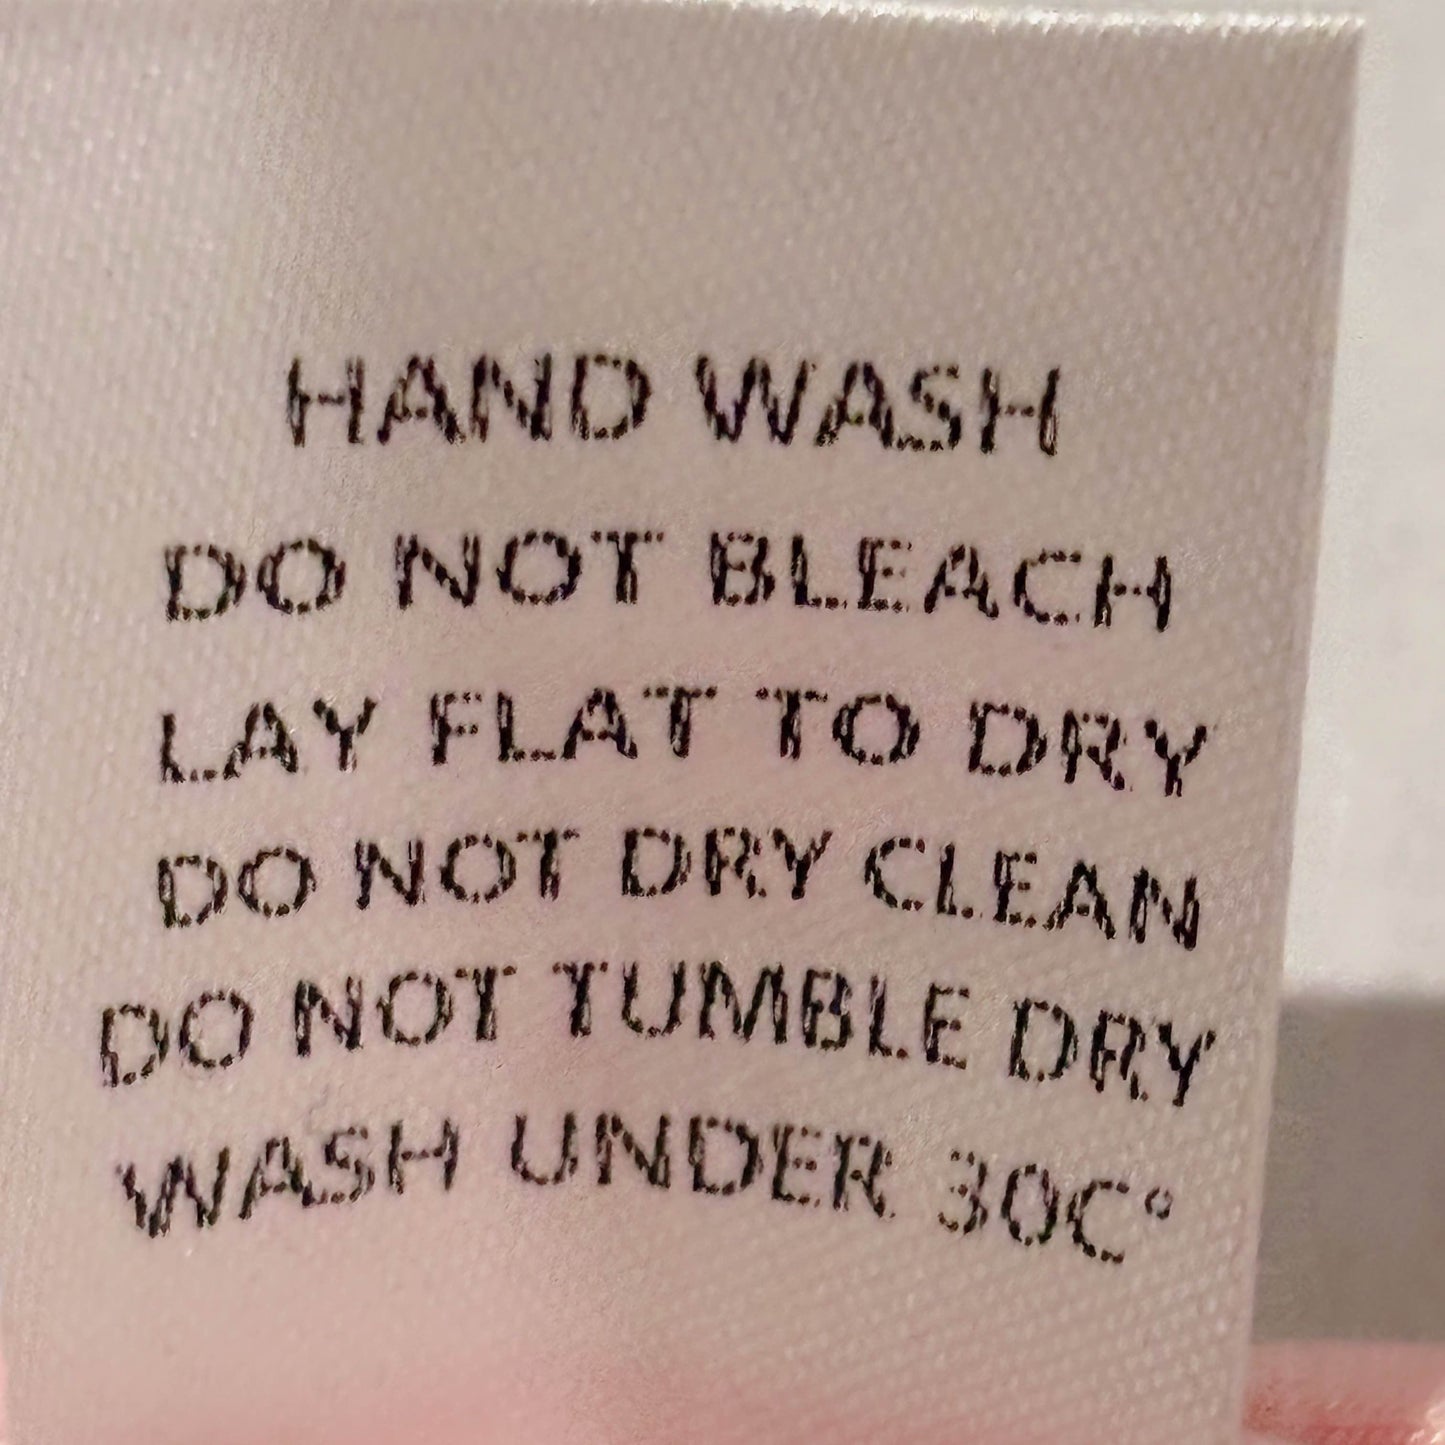 HAND WASH
DO NOT BLEACH
LAY FLAT TO DRY
DO NOT DRY CLEAN
DO NOT TUMBLE DRY
WASH UNDER 30C°